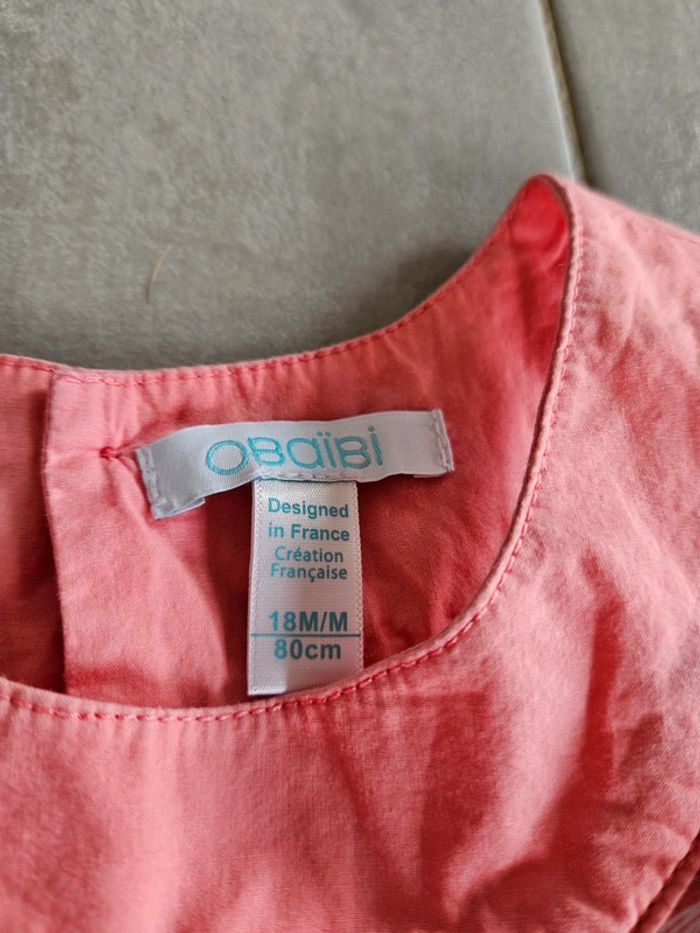 Obaïbi
Designed
in France
Création
Française
18M/M
80cm